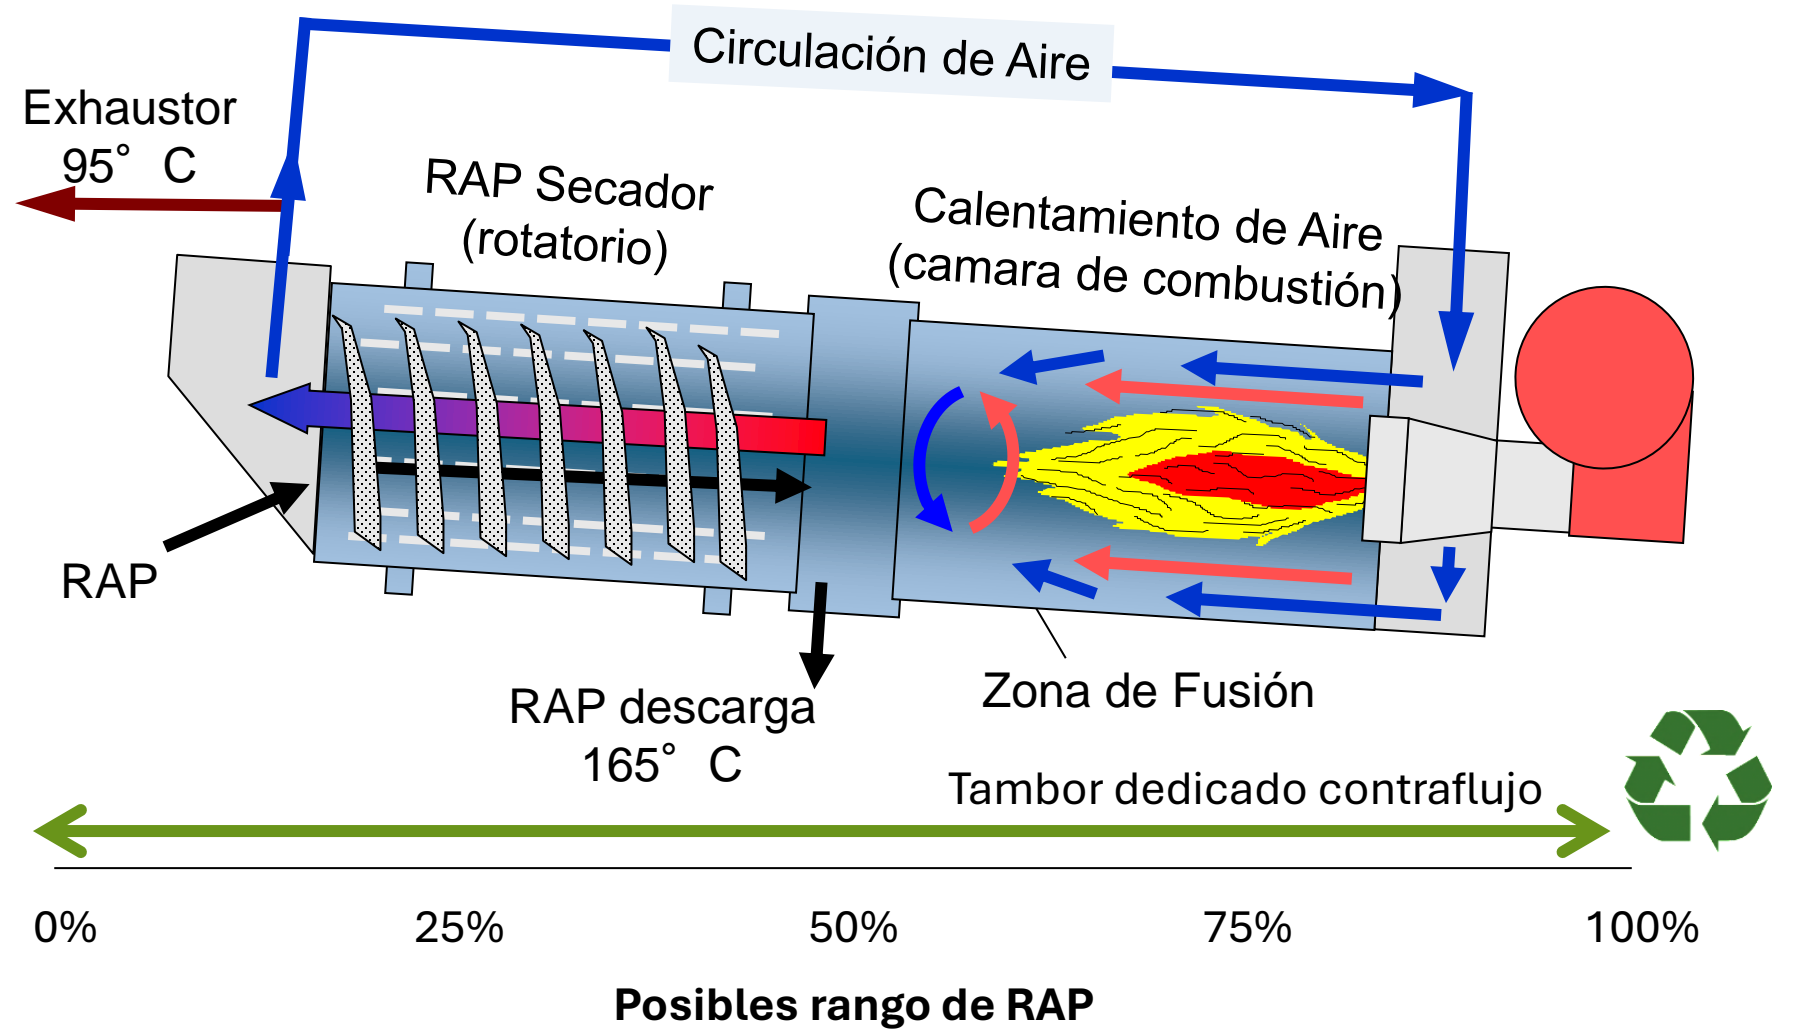 Circulación de Aire
Exhaustor
95° C
RAP Secador
(rotatorio)
Calentamiento de Aire
(camara de combustión)
RAP
RAP descarga
165° C
Zona de Fusión
Tambor dedicado contraflujo
0% 25% 50% 75% 100%
Posibles rango de RAP